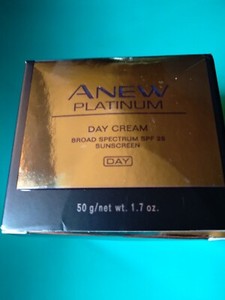 ANEW
PLATINUM
DAY CREAM
BROAD SPECTRUM SPF 25
SUNSCREEN
DAY
50 g/net wt. 1.7 oz.